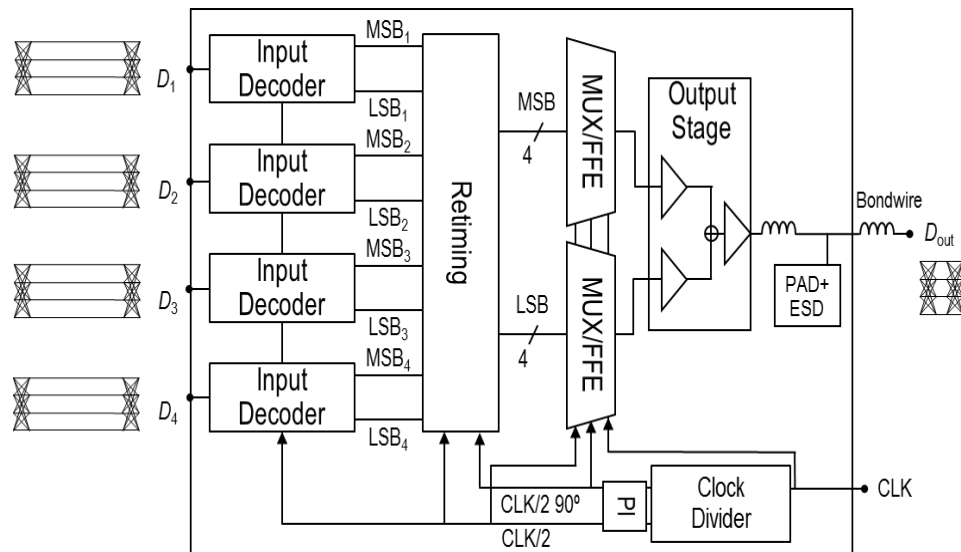 D1
Input
Decoder
MSB1
LSB1
D2
Input
Decoder
MSB2
LSB2
D3
Input
Decoder
MSB3
LSB3
D4
Input
Decoder
MSB4
LSB4
Retiming
MSB
4
LSB
4
MUX/FFE
MUX/FFE
Output
Stage
PAD+
ESD
Bondwire
Dout
CLK/2 90º
CLK/2
PI
Clock
Divider
CLK